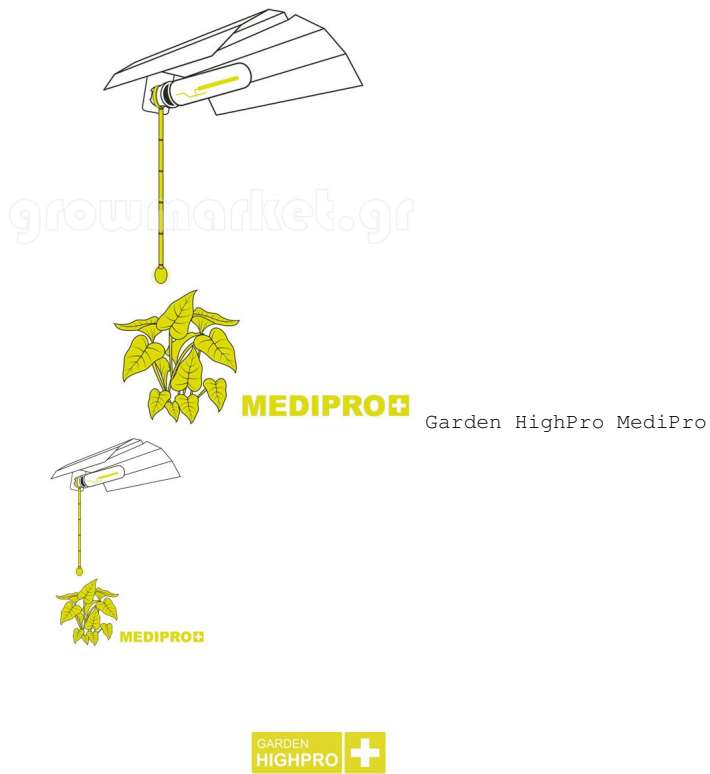 growmarket.gr
MEDIPRO
Garden HighPro MediPro
MEDIPRO
GARDEN
HIGHPRO